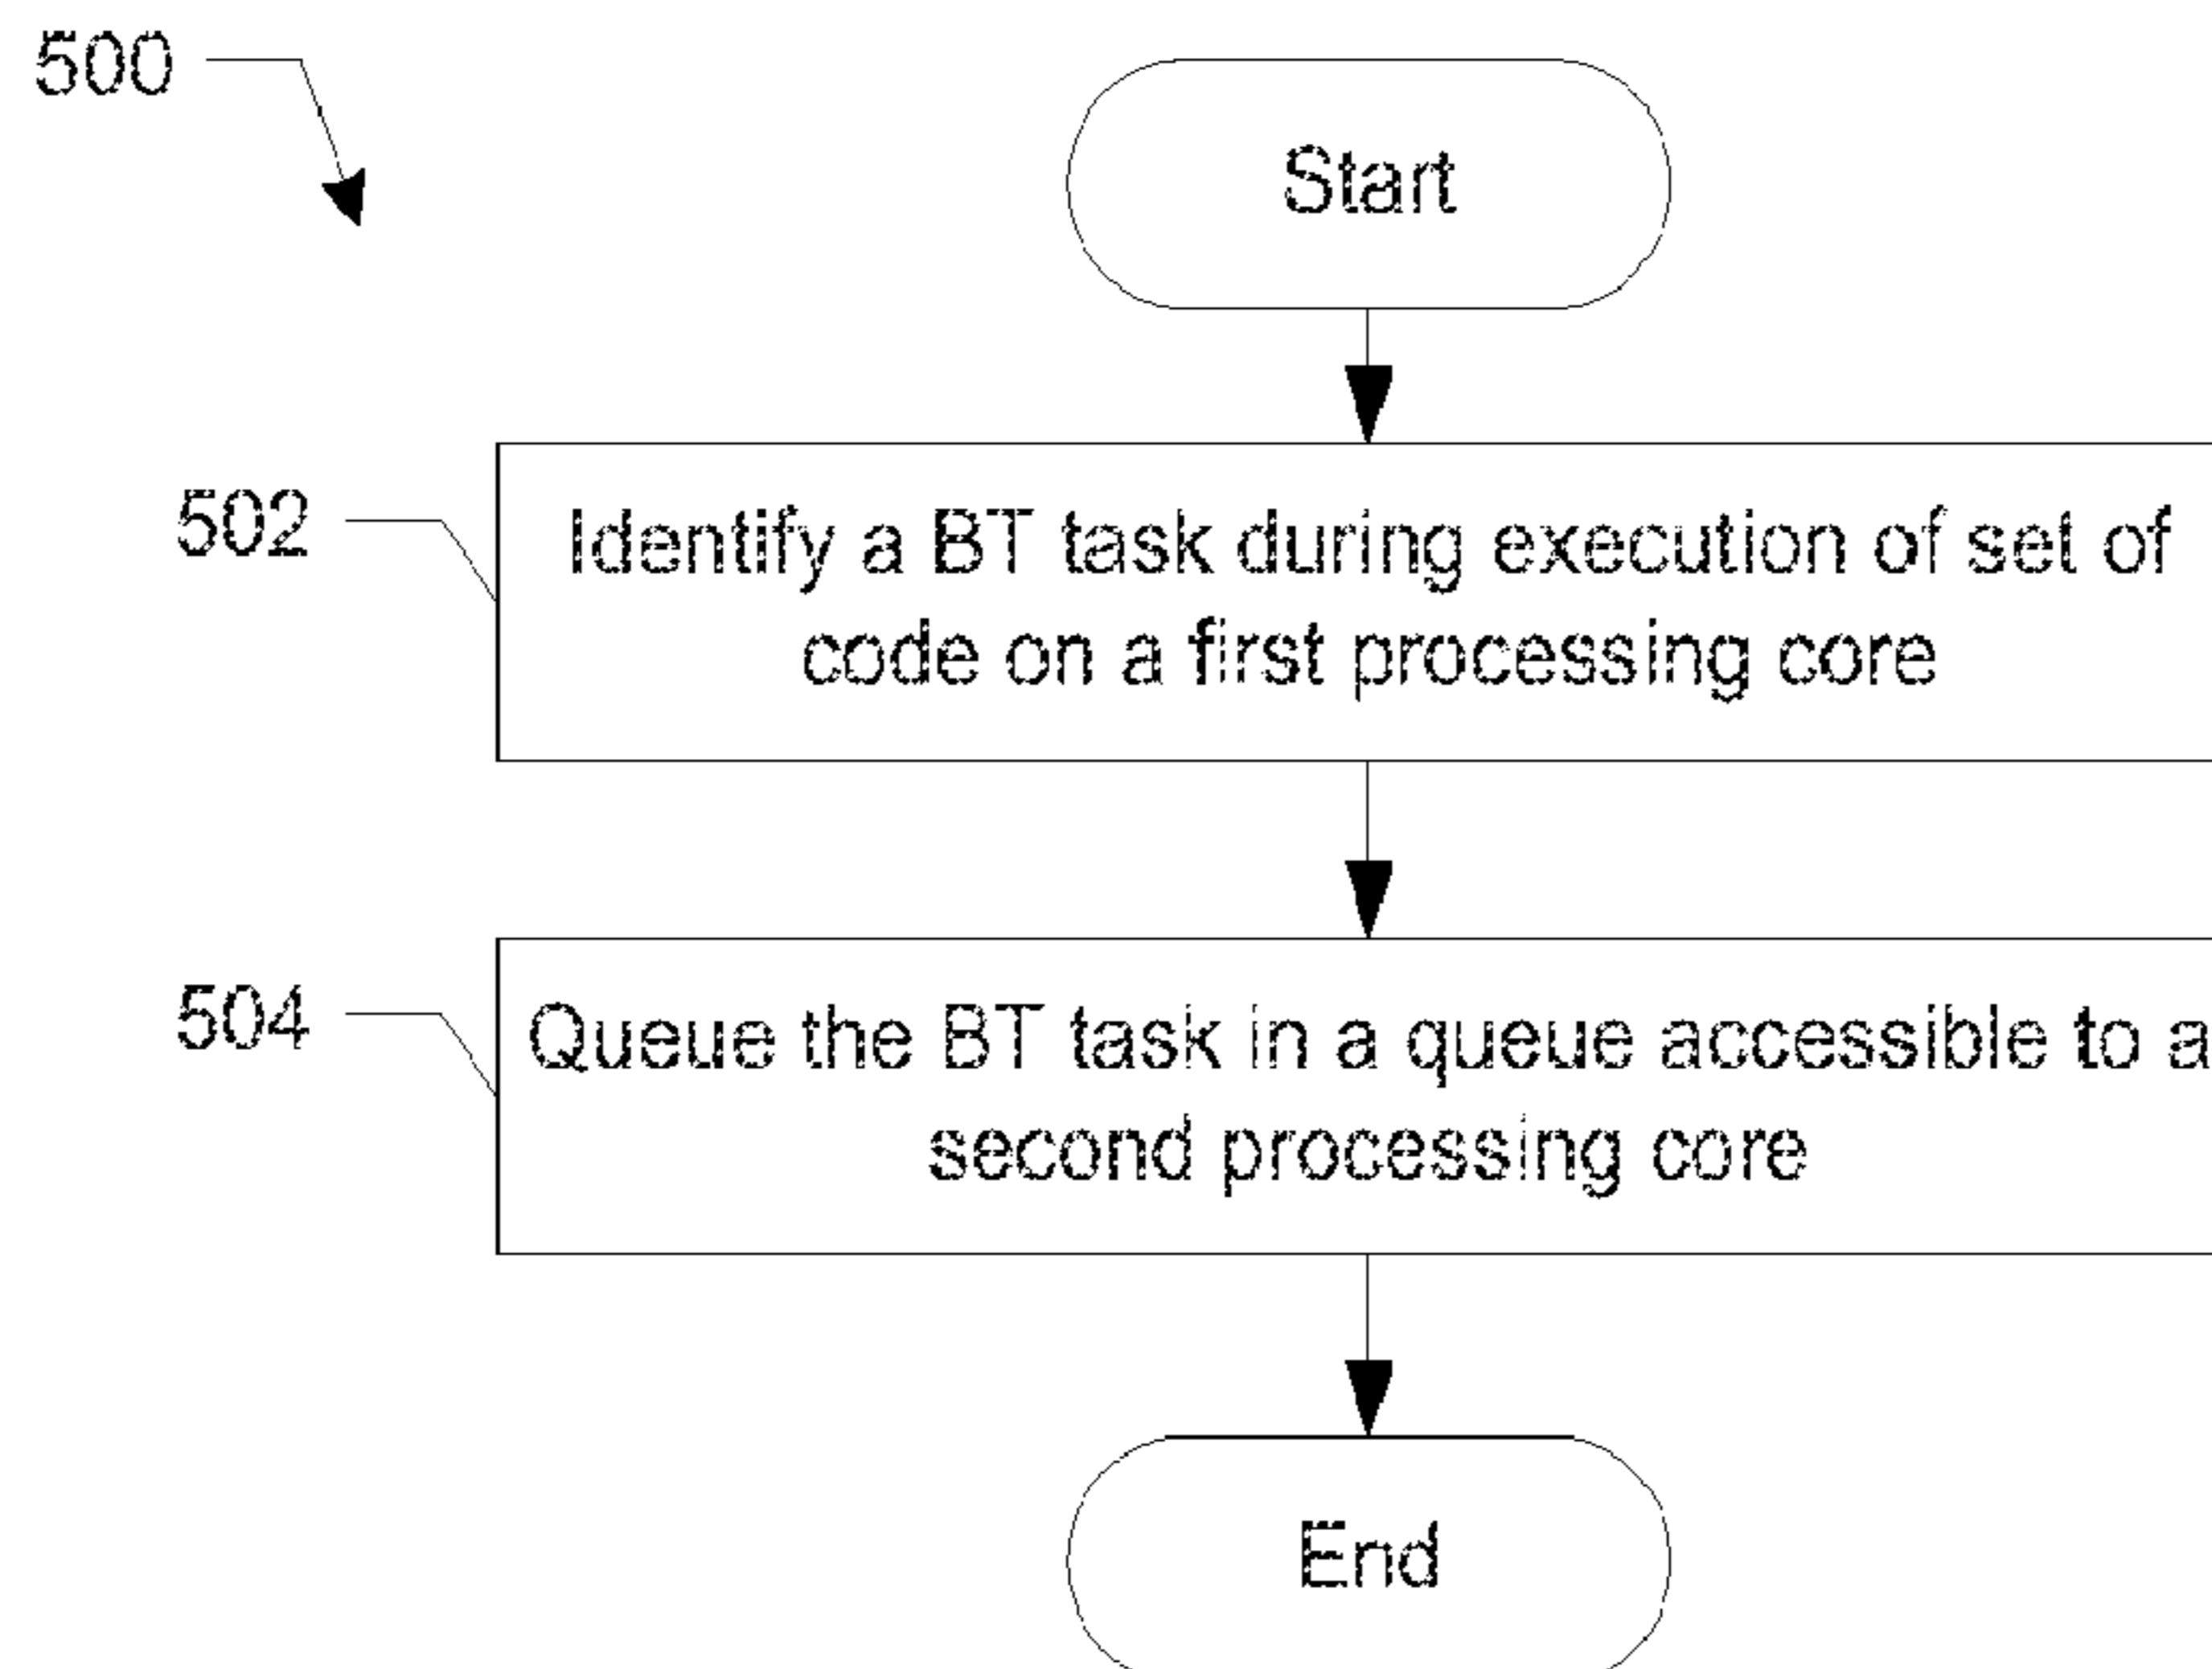 500
Start
502
Identify a BT task during execution of set of
code on a first processing core
504
Queue the BT task in a queue accessible to a
second processing core
End